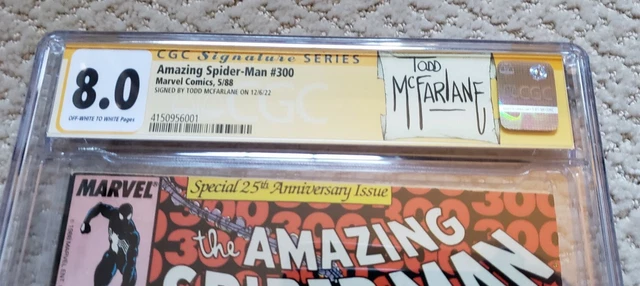 CGC Signature SERIES
8.0
OFF-WHITE TO WHITE Pages
Amazing Spider-Man #300
Marvel Comics, 5/88
SIGNED BY TODD MCFARLANE ON 12/6/22
4150956001
TODD
McFARLANE
CGC
MARVEL
Special 25th Anniversary Issue
300
the AMAZING
SPIDER-MAN